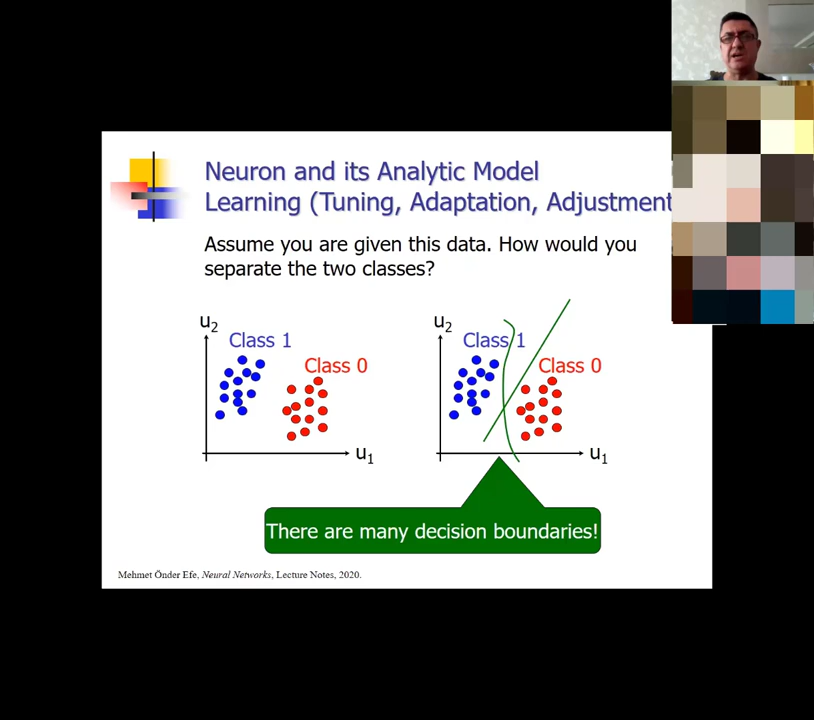 Neuron and its Analytic Model
Learning (Tuning, Adaptation, Adjustment
Assume you are given this data. How would you
separate the two classes?
u2
Class 1
Class 0
u1
u2
Class 1
Class 0
u1
There are many decision boundaries!
Mehmet Önder Efe, Neural Networks, Lecture Notes, 2020.